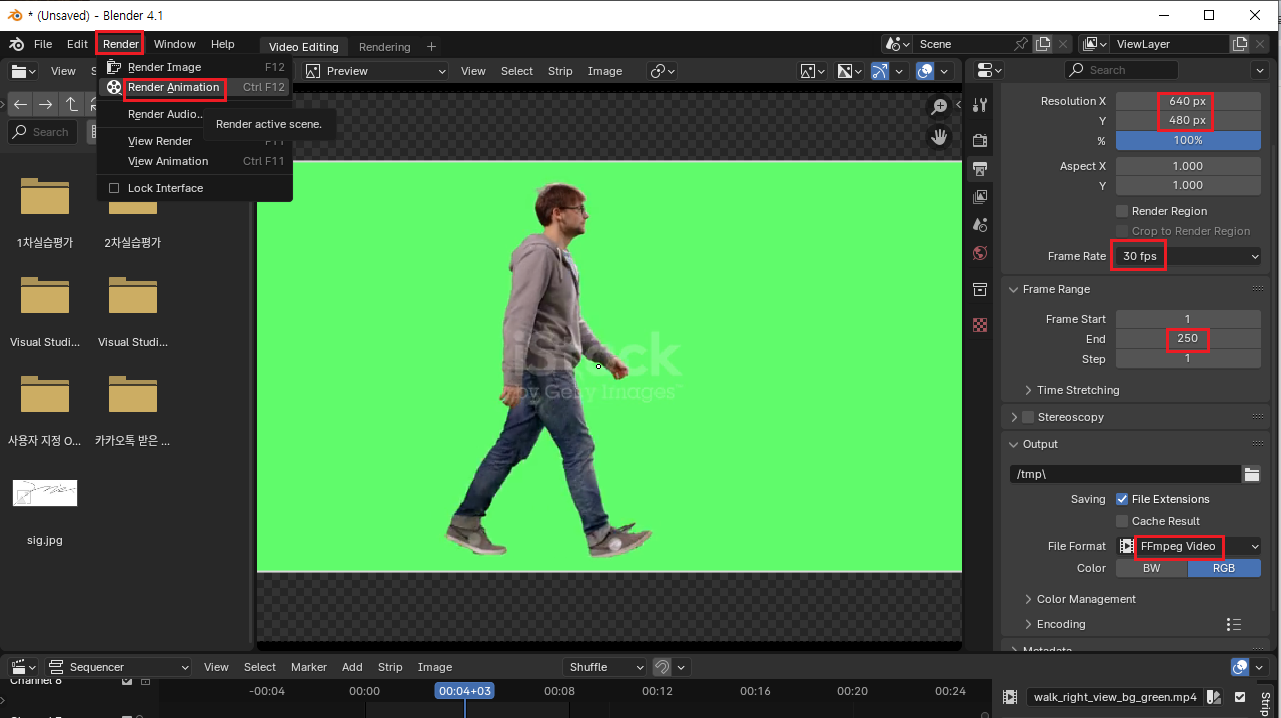 * (Unsaved) - Blender 4.1
File Edit Render Window Help Video Editing Rendering + Scene ViewLayer
View Preview View Select Strip Image Search
Render Image F12
Render Animation Ctrl F12
Render Audio...
Render active scene.
View Render F11
View Animation Ctrl F11
Lock Interface
Search
1차실습평가 2차실습평가
Visual Studi... Visual Studi...
사용자 지정 O... 카카오톡 받은 ...
sig.jpg
iStock
by Getty Images™
Resolution X 640 px
Y 480 px
% 100%
Aspect X 1.000
Y 1.000
Render Region
Crop to Render Region
Frame Rate 30 fps
Frame Range
Frame Start 1
End 250
Step 1
Time Stretching
Stereoscopy
Output
/tmp\
Saving File Extensions
Cache Result
File Format FFmpeg Video
Color BW RGB
Color Management
Encoding
Metadata
Sequencer View Select Marker Add Strip Image Shuffle
Channel 8
-00:04 00:00 00:04+03 00:08 00:12 00:16 00:20 00:24
walk_right_view_bg_green.mp4